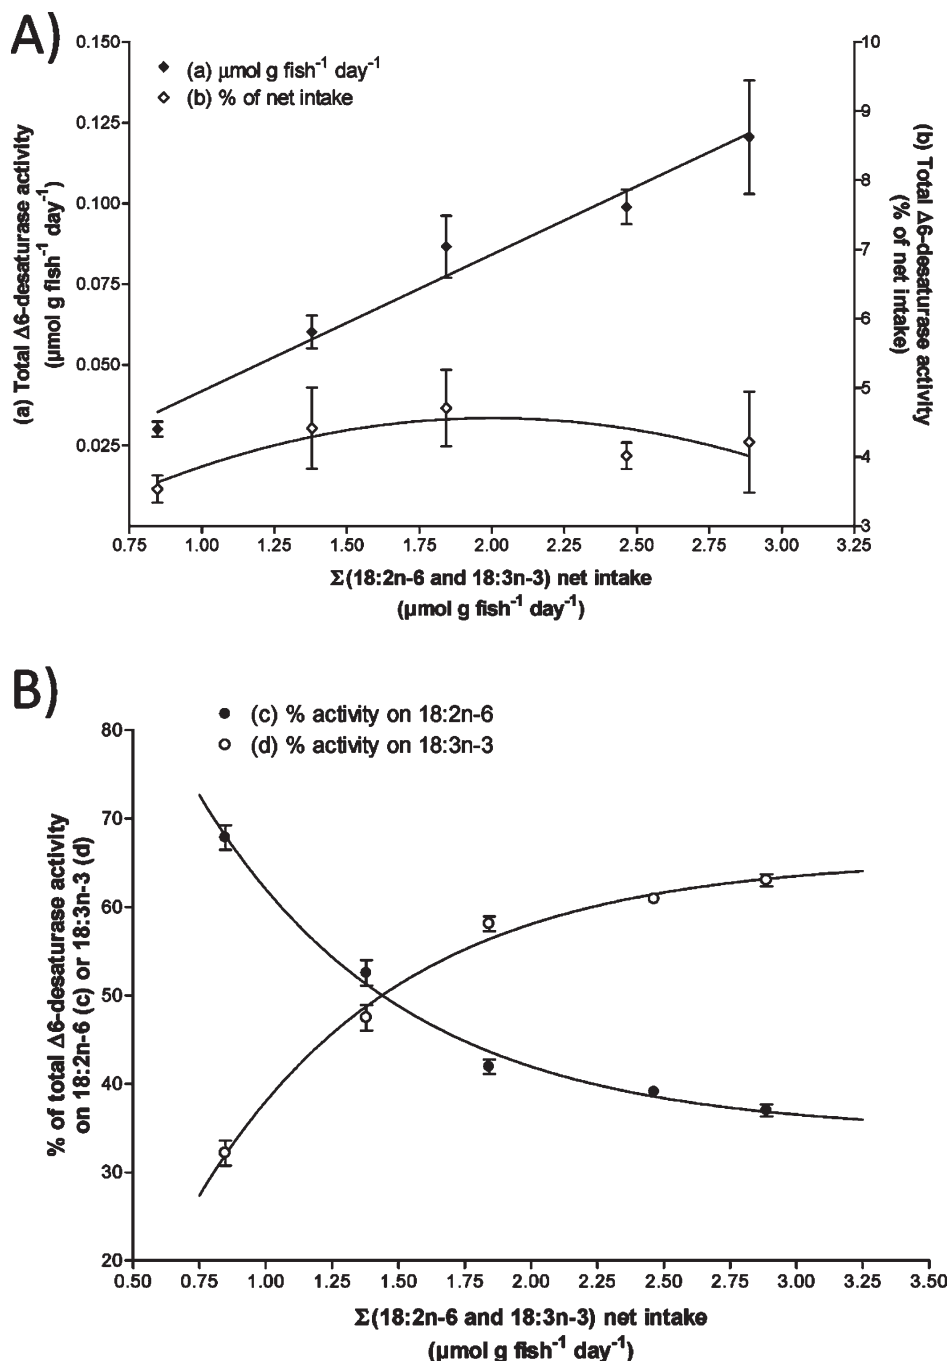 A)
(a) μmol g fish⁻¹ day⁻¹
(b) % of net intake
(a) Total Δ6-desaturase activity
(μmol g fish⁻¹ day⁻¹)
0.150
0.125
0.100
0.075
0.050
0.025
10
9
8
7
6
5
4
3
(b) Total Δ6-desaturase activity
(% of net intake)
0.75 1.00 1.25 1.50 1.75 2.00 2.25 2.50 2.75 3.00 3.25
Σ(18:2n-6 and 18:3n-3) net intake
(μmol g fish⁻¹ day⁻¹)
B)
(c) % activity on 18:2n-6
(d) % activity on 18:3n-3
% of total Δ6-desaturase activity
on 18:2n-6 (c) or 18:3n-3 (d)
80
70
60
50
40
30
20
0.50 0.75 1.00 1.25 1.50 1.75 2.00 2.25 2.50 2.75 3.00 3.25 3.50
Σ(18:2n-6 and 18:3n-3) net intake
(μmol g fish⁻¹ day⁻¹)